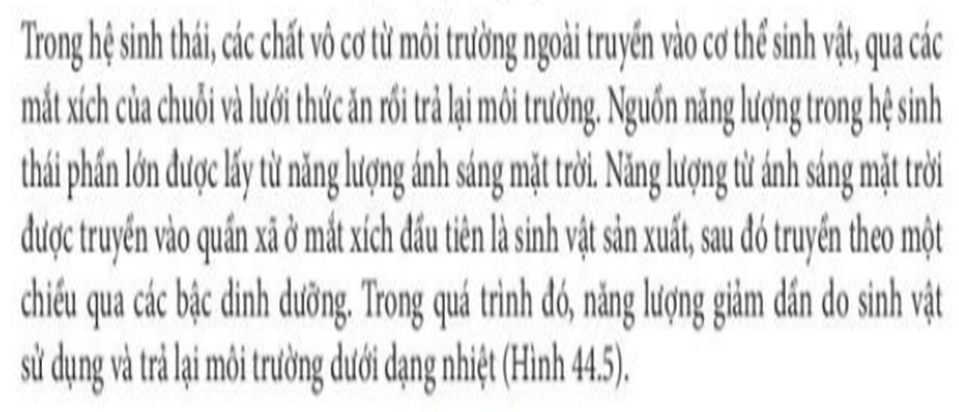 Trong hệ sinh thái, các chất vô cơ từ môi trường ngoài truyền vào cơ thể sinh vật, qua các
mắt xích của chuỗi và lưới thức ăn rồi trả lại môi trường. Nguồn năng lượng trong hệ sinh
thái phần lớn được lấy từ năng lượng ánh sáng mặt trời. Năng lượng từ ánh sáng mặt trời
được truyền vào quần xã ở mắt xích đầu tiên là sinh vật sản xuất, sau đó truyền theo một
chiều qua các bậc dinh dưỡng. Trong quá trình đó, năng lượng giảm dần do sinh vật
sử dụng và trả lại môi trường dưới dạng nhiệt (Hình 44.5).